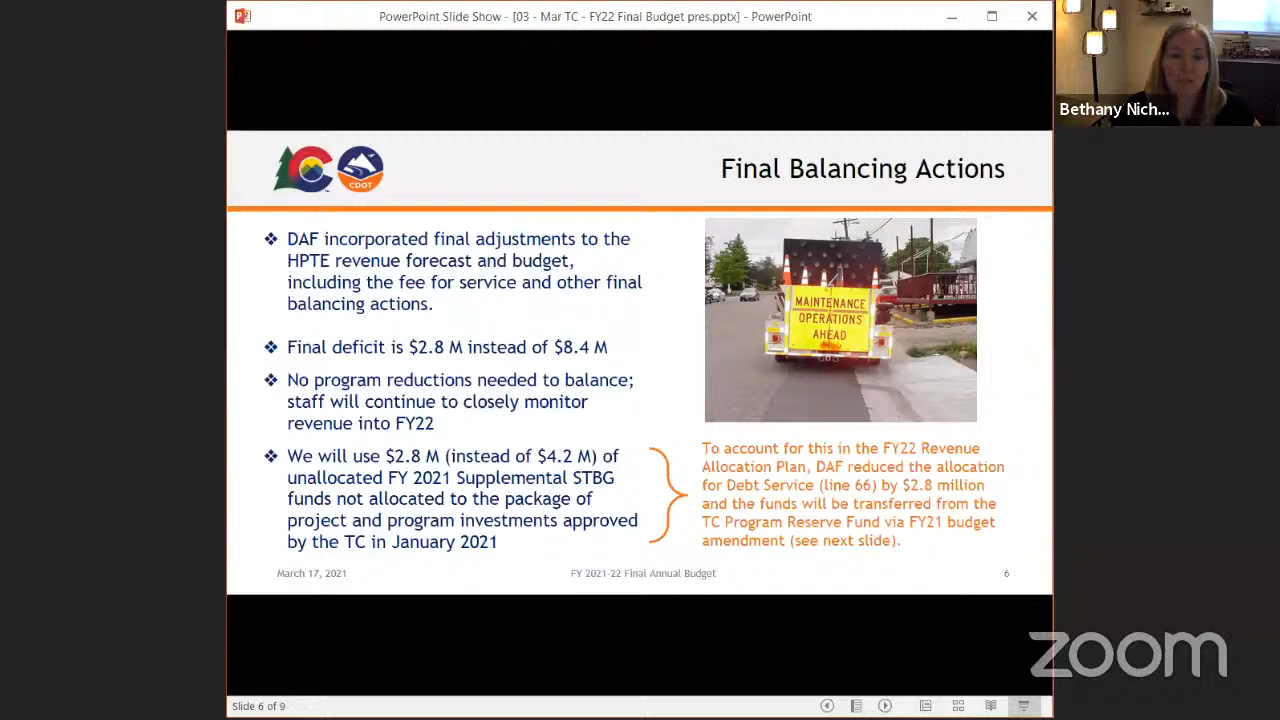 PowerPoint Slide Show - [03 - Mar TC - FY22 Final Budget pres.pptx] - PowerPoint
Bethany Nich...
CDOT
Final Balancing Actions
❖ DAF incorporated final adjustments to the
HPTE revenue forecast and budget,
including the fee for service and other final
balancing actions.
❖ Final deficit is $2.8 M instead of $8.4 M
❖ No program reductions needed to balance;
staff will continue to closely monitor
revenue into FY22
❖ We will use $2.8 M (instead of $4.2 M) of
unallocated FY 2021 Supplemental STBG
funds not allocated to the package of
project and program investments approved
by the TC in January 2021
MAINTENANCE
OPERATIONS
AHEAD
To account for this in the FY22 Revenue
Allocation Plan, DAF reduced the allocation
for Debt Service (line 66) by $2.8 million
and the funds will be transferred from the
TC Program Reserve Fund via FY21 budget
amendment (see next slide).
March 17, 2021
FY 2021-22 Final Annual Budget
6
zoom
Slide 6 of 9